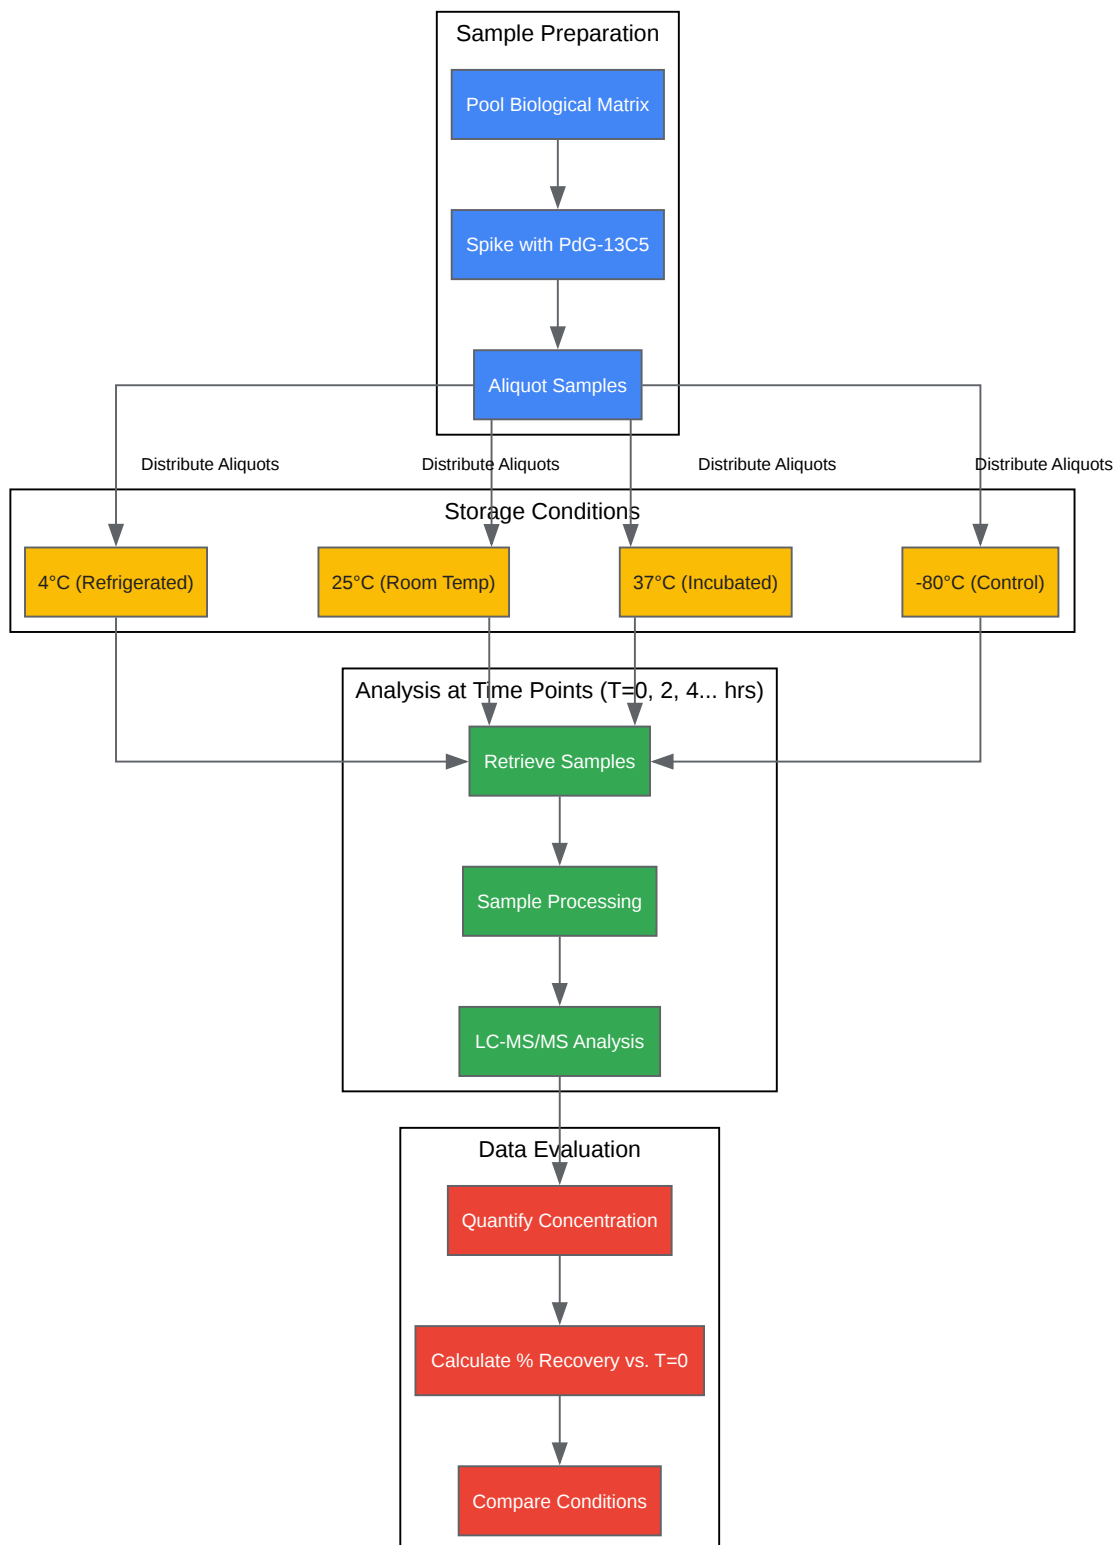 Sample Preparation
Pool Biological Matrix
Spike with PdG-13C5
Aliquot Samples
Distribute Aliquots
Distribute Aliquots
Distribute Aliquots
Distribute Aliquots
Storage Conditions
4°C (Refrigerated)
25°C (Room Temp)
37°C (Incubated)
-80°C (Control)
Analysis at Time Points (T=0, 2, 4... hrs)
Retrieve Samples
Sample Processing
LC-MS/MS Analysis
Data Evaluation
Quantify Concentration
Calculate % Recovery vs. T=0
Compare Conditions